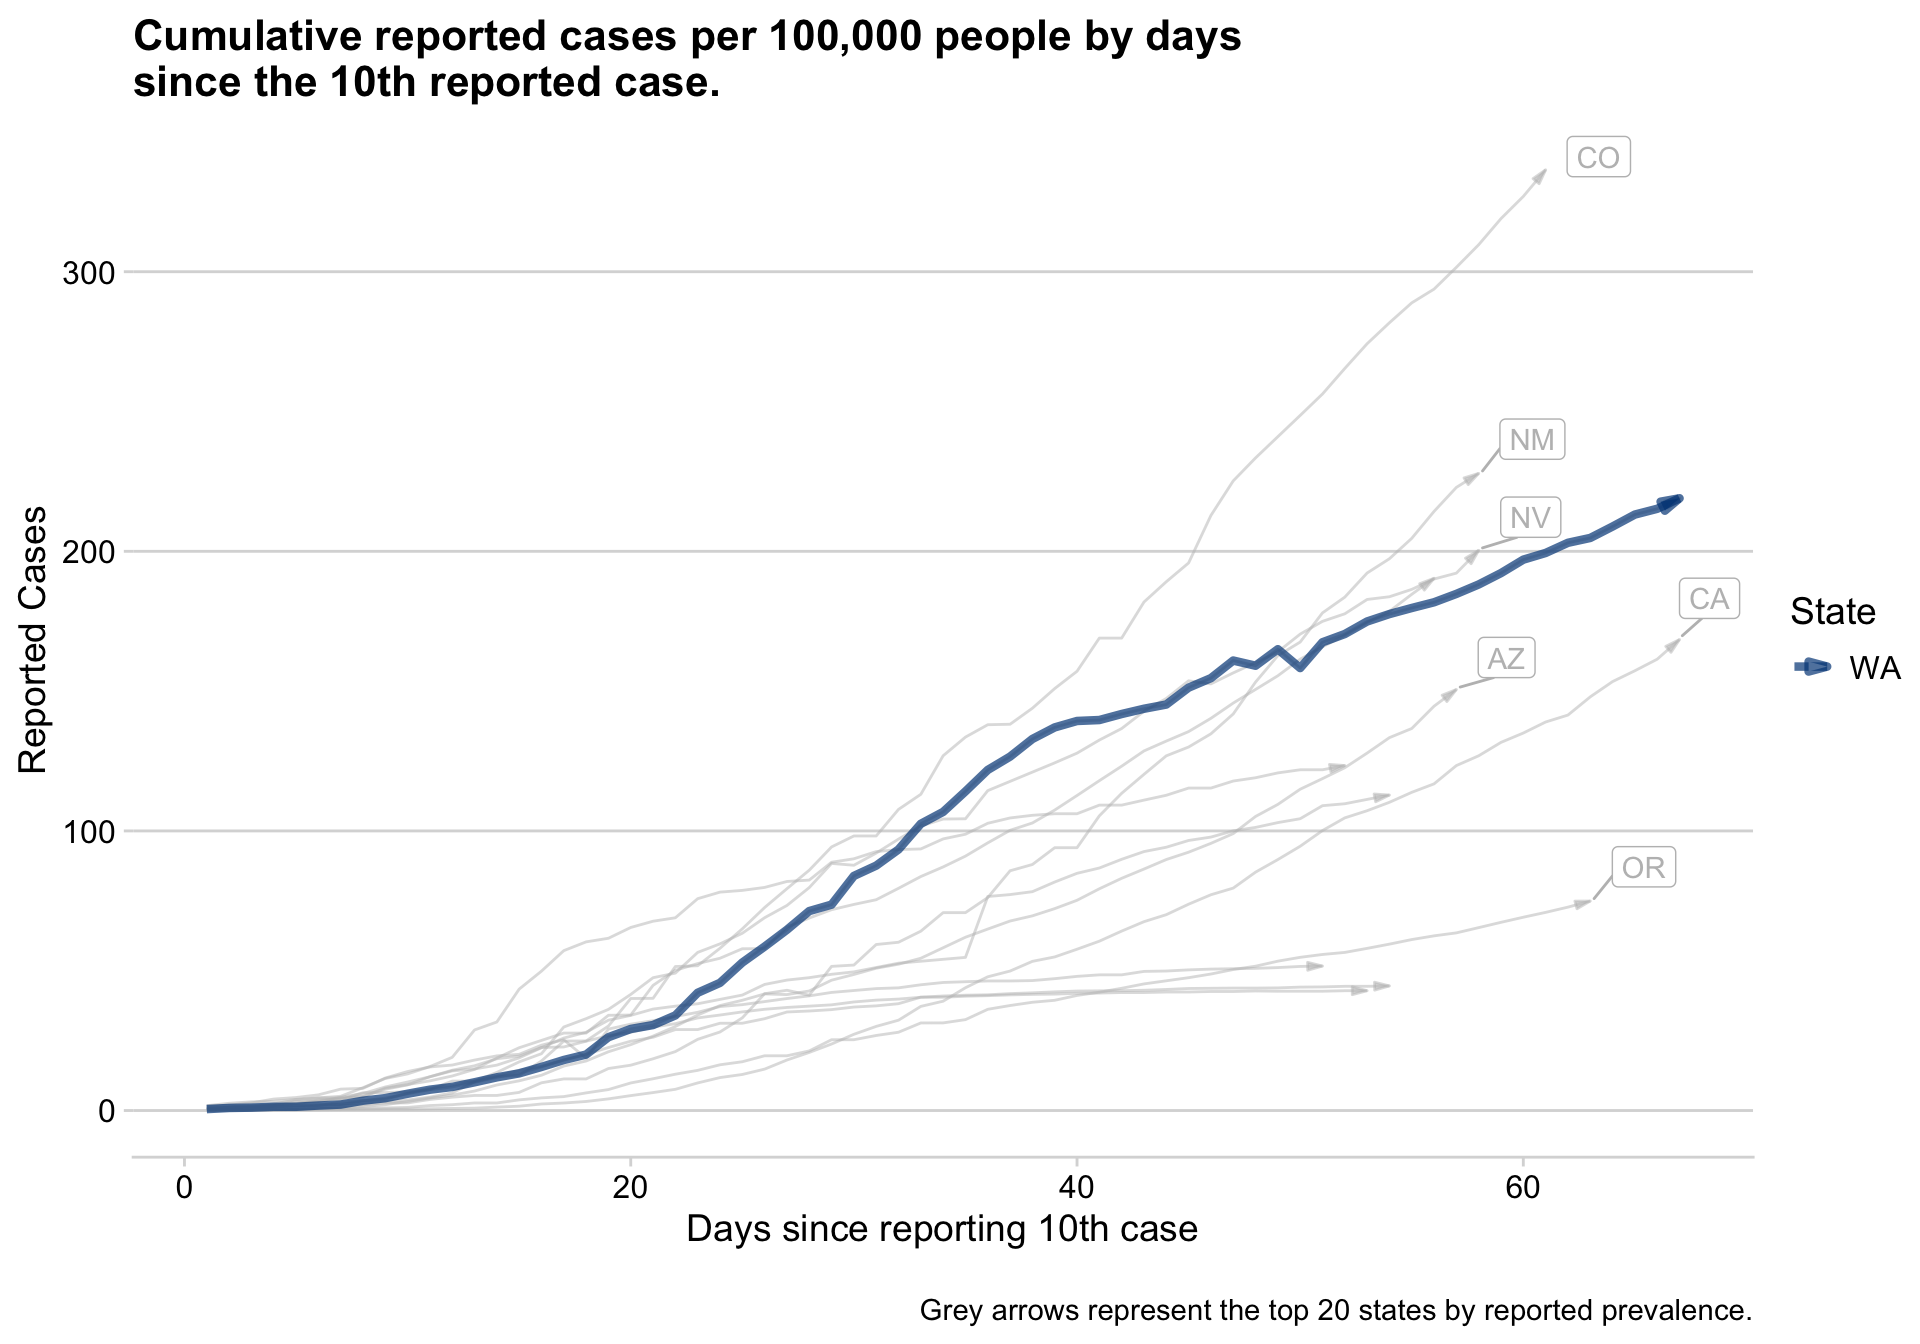 Cumulative reported cases per 100,000 people by days
since the 10th reported case.
CO
300
NM
NV
200
CA
AZ
100
OR
0
Reported Cases
State
WA
0 20 40 60
Days since reporting 10th case
Grey arrows represent the top 20 states by reported prevalence.